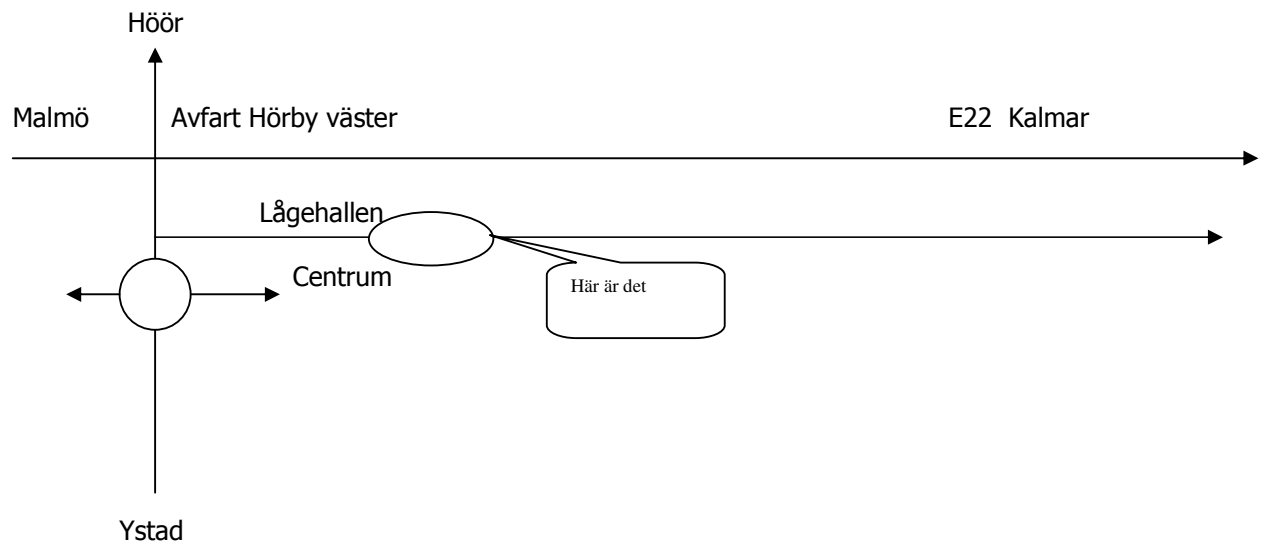 Höör
Malmö Avfart Hörby väster E22 Kalmar
Lågehallen
Centrum
Här är det
Ystad